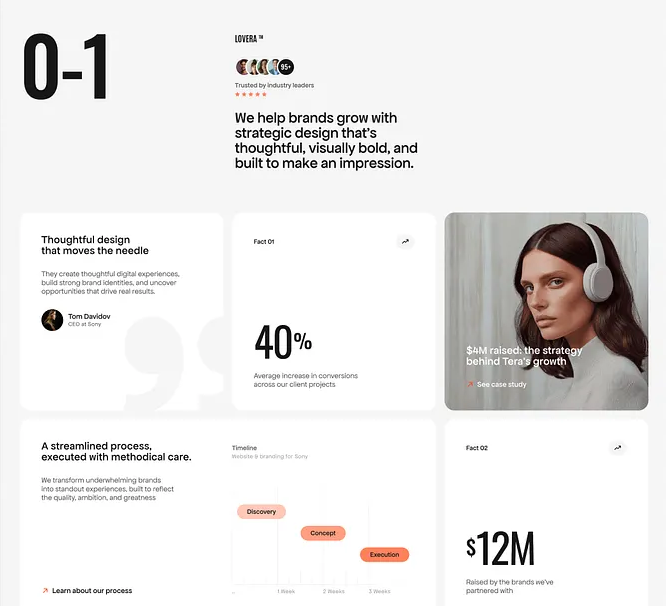 0-1
LOVERA ™
95+
Trusted by industry leaders
We help brands grow with
strategic design that's
thoughtful, visually bold, and
built to make an impression.
Thoughtful design
that moves the needle
They create thoughtful digital experiences,
build strong brand identities, and uncover
opportunities that drive real results.
Tom Davidov
CEO at Sony
Fact 01
40%
Average increase in conversions
across our client projects
$4M raised: the strategy
behind Tera's growth
See case study
A streamlined process,
executed with methodical care.
We transform underwhelming brands
into standout experiences, built to reflect
the quality, ambition, and greatness
Learn about our process
Timeline
Website & branding for Sony
Discovery
Concept
Execution
1 Week
2 Weeks
3 Weeks
Fact 02
$12M
Raised by the brands we've
partnered with